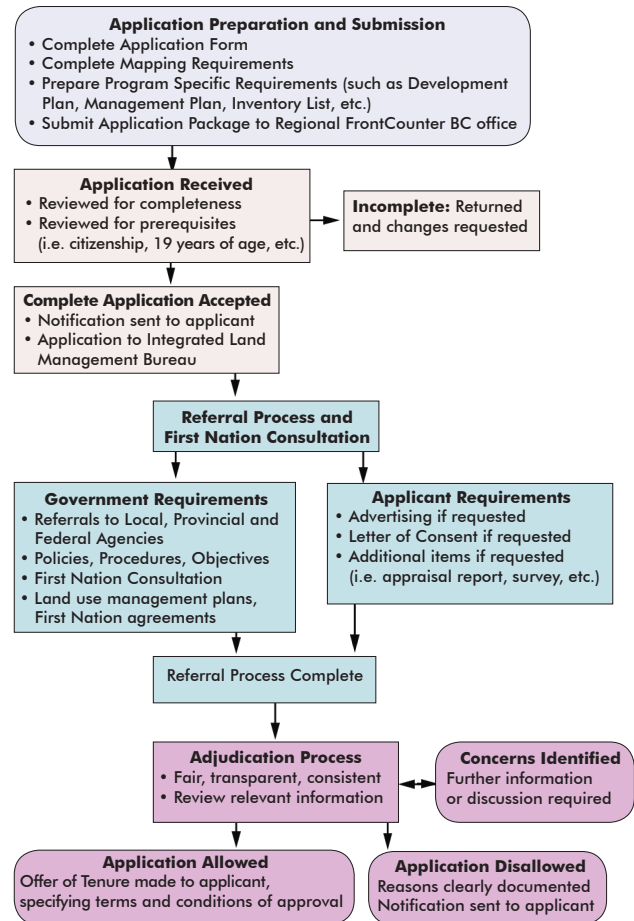 Application Preparation and Submission
• Complete Application Form
• Complete Mapping Requirements
• Prepare Program Specific Requirements (such as Development
Plan, Management Plan, Inventory List, etc.)
• Submit Application Package to Regional FrontCounter BC office
Application Received
• Reviewed for completeness
• Reviewed for prerequisites
(i.e. citizenship, 19 years of age, etc.)
Incomplete: Returned
and changes requested
Complete Application Accepted
• Notification sent to applicant
• Application to Integrated Land
Management Bureau
Referral Process and
First Nation Consultation
Government Requirements
• Referrals to Local, Provincial and
Federal Agencies
• Policies, Procedures, Objectives
• First Nation Consultation
• Land use management plans,
First Nation agreements
Applicant Requirements
• Advertising if requested
• Letter of Consent if requested
• Additional items if requested
(i.e. appraisal report, survey, etc.)
Referral Process Complete
Adjudication Process
• Fair, transparent, consistent
• Review relevant information
Concerns Identified
Further information
or discussion required
Application Allowed
Offer of Tenure made to applicant,
specifying terms and conditions of approval
Application Disallowed
Reasons clearly documented
Notification sent to applicant